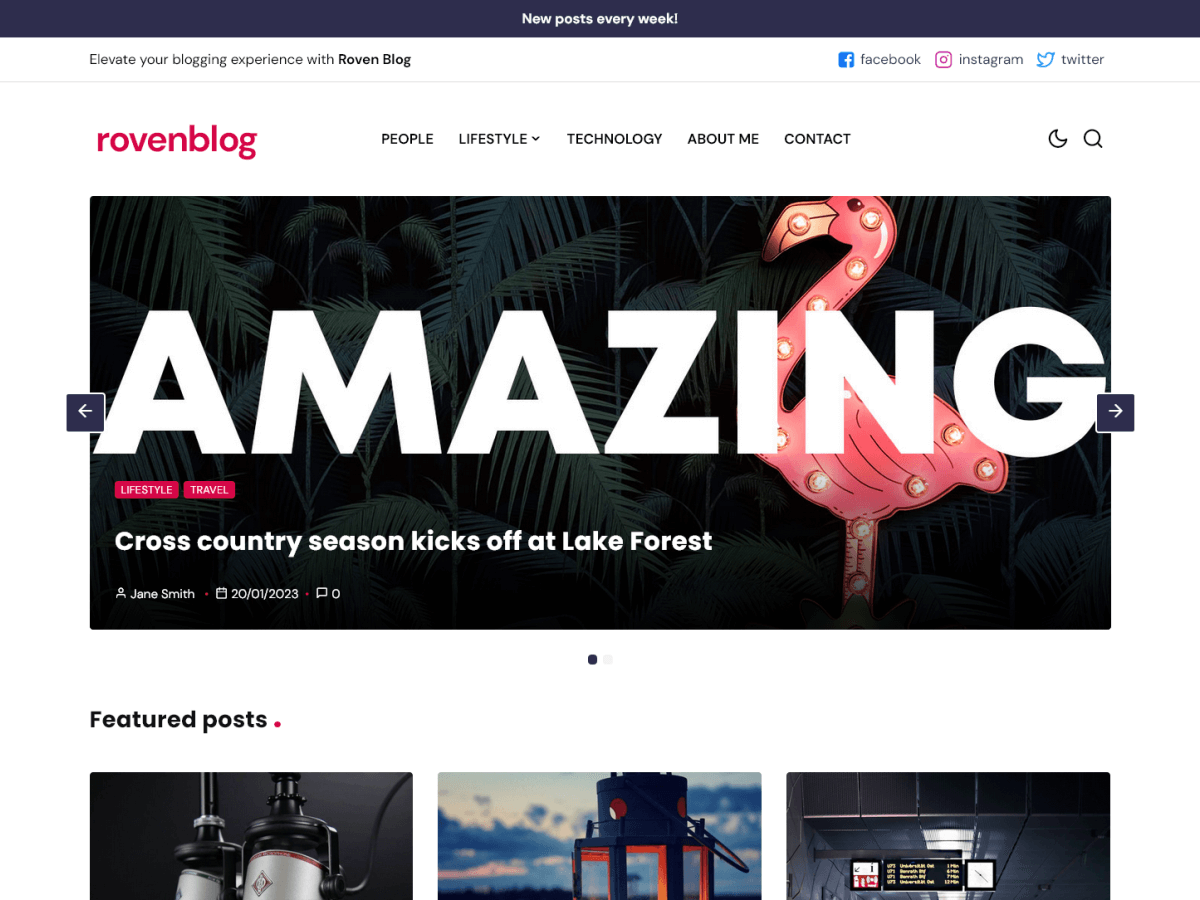 New posts every week!
Elevate your blogging experience with Roven Blog
facebook instagram twitter
rovenblog
PEOPLE LIFESTYLE TECHNOLOGY ABOUT ME CONTACT
AMAZING
LIFESTYLE TRAVEL
Cross country season kicks off at Lake Forest
Jane Smith • 20/01/2023 • 0
Featured posts .